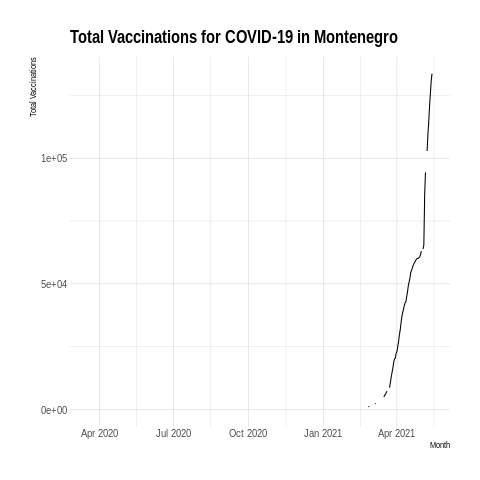 Total Vaccinations for COVID-19 in Montenegro
Total Vaccinations
1e+05
5e+04
0e+00
Apr 2020 Jul 2020 Oct 2020 Jan 2021 Apr 2021
Month